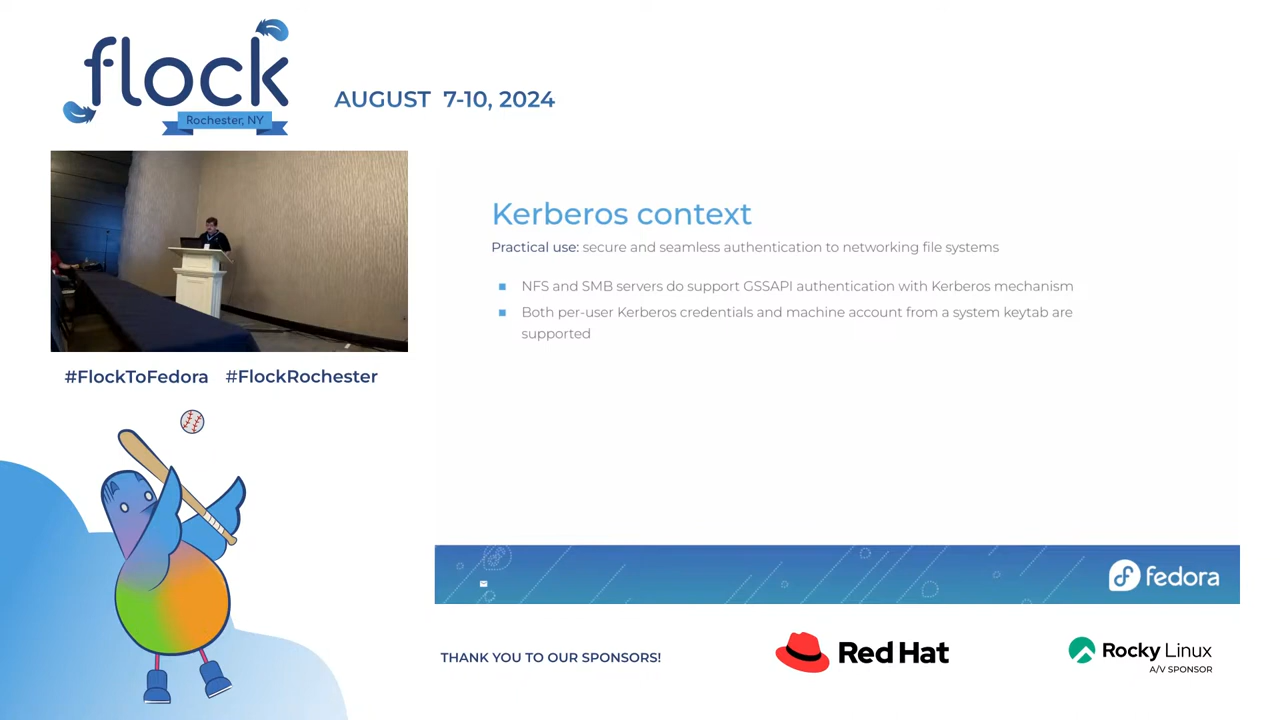 flock
Rochester, NY
AUGUST 7-10, 2024
#FlockToFedora #FlockRochester
Kerberos context
Practical use: secure and seamless authentication to networking file systems
NFS and SMB servers do support GSSAPI authentication with Kerberos mechanism
Both per-user Kerberos credentials and machine account from a system keytab are
supported
fedora
THANK YOU TO OUR SPONSORS!
Red Hat
Rocky Linux
A/V SPONSOR